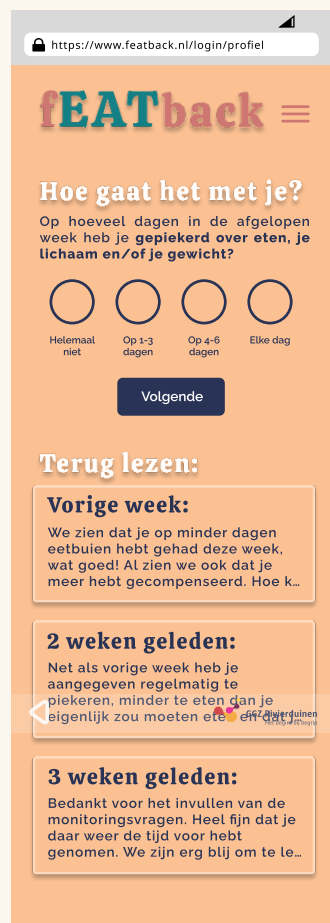 https://www.featback.nl/login/profiel
fEATback
Hoe gaat het met je?
Op hoeveel dagen in de afgelopen
week heb je gepiekerd over eten, je
lichaam en/of je gewicht?
Helemaal niet
Op 1-3 dagen
Op 4-6 dagen
Elke dag
Volgende
Terug lezen:
Vorige week:
We zien dat je op minder dagen
eetbuien hebt gehad deze week,
wat goed! Al zien we ook dat je
meer hebt gecompenseerd. Hoe k…
2 weken geleden:
Net als vorige week heb je
aangegeven regelmatig te
piekeren, minder te eten dan je
eigenlijk zou moeten eten en dat j…
GGZ Rivierduinen
Het begint bij begrip
3 weken geleden:
Bedankt voor het invullen van de
monitoringsvragen. Heel fijn dat je
daar weer de tijd voor hebt
genomen. We zijn erg blij om te le…